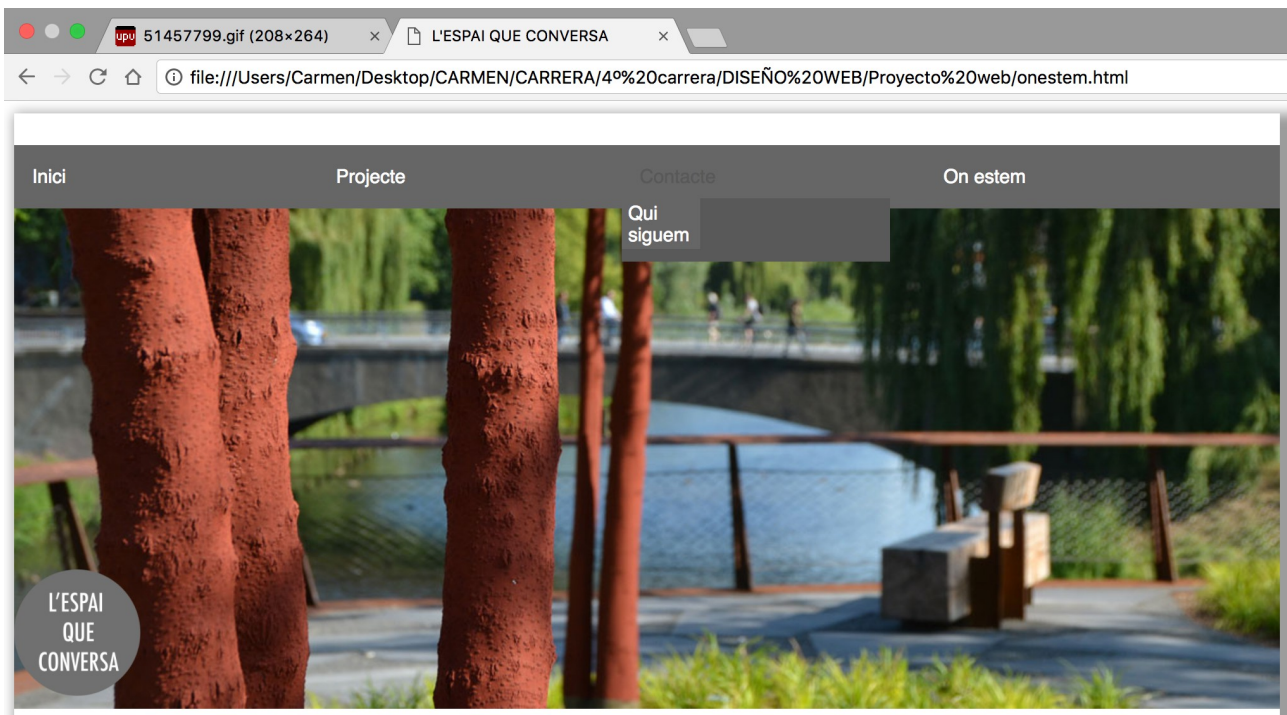 upv 51457799.gif (208×264) × L'ESPAI QUE CONVERSA ×
file:///Users/Carmen/Desktop/CARMEN/CARRERA/4º%20carrera/DISEÑO%20WEB/Proyecto%20web/onestem.html
Inici Projecte Contacte On estem
Qui
siguem
L'ESPAI
QUE
CONVERSA